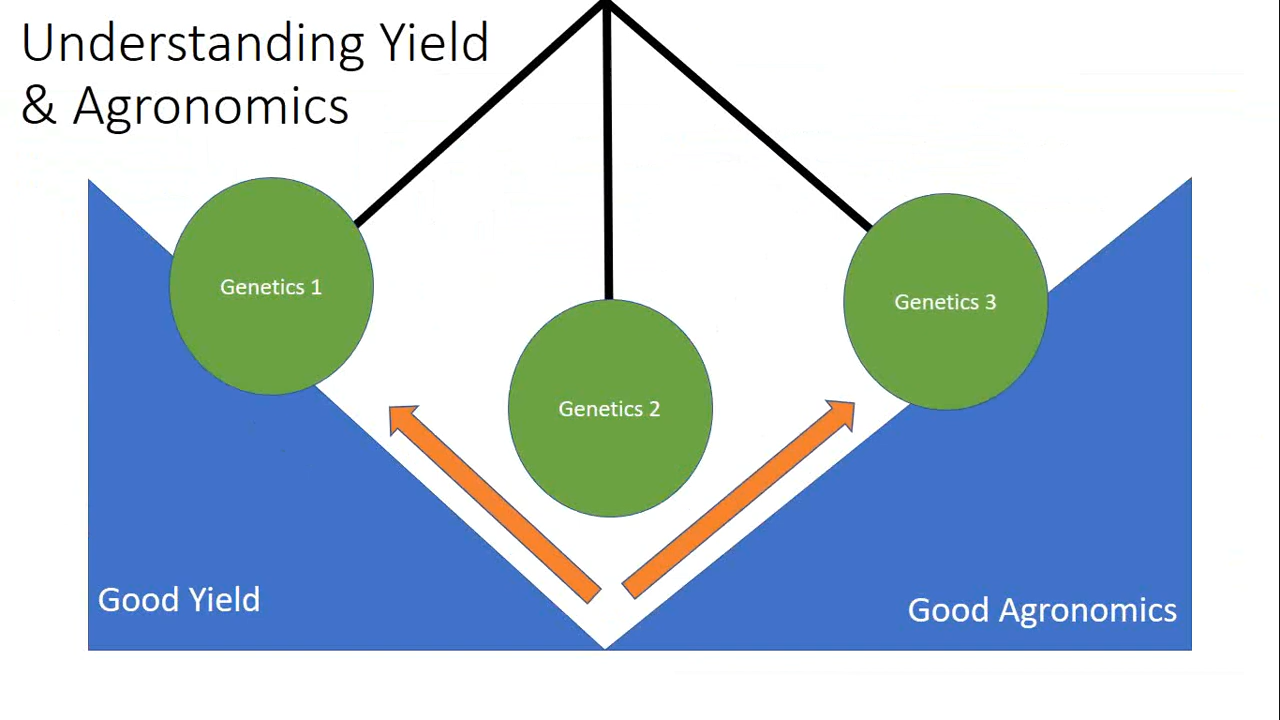 Understanding Yield
& Agronomics
Genetics 1
Genetics 2
Genetics 3
Good Yield
Good Agronomics